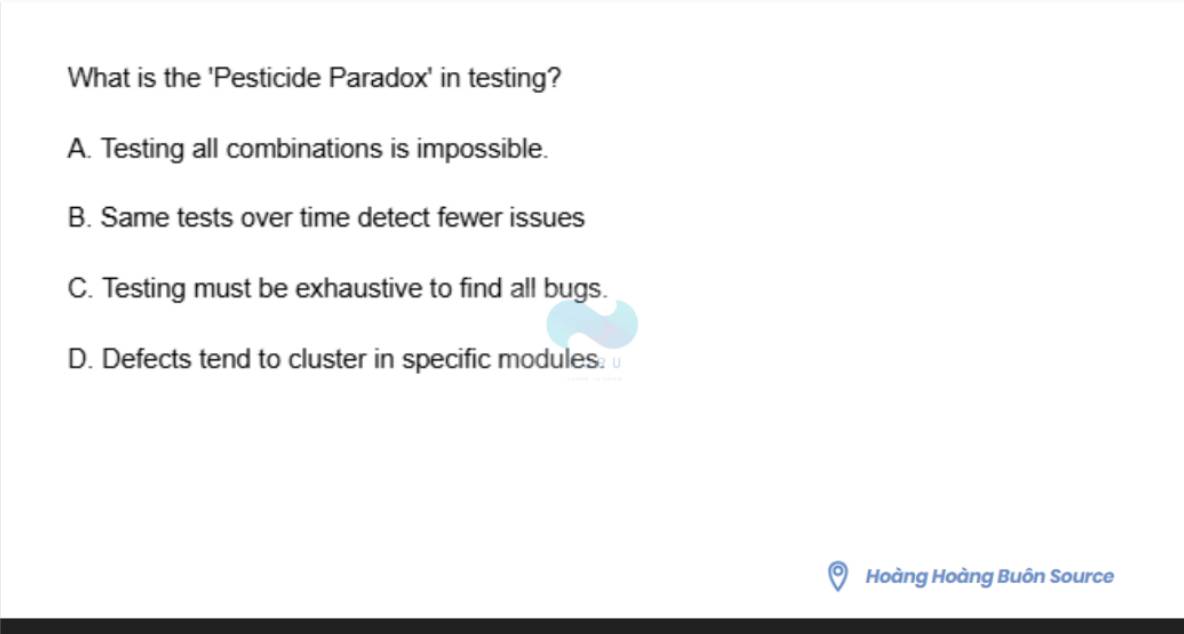 What is the 'Pesticide Paradox' in testing?
A. Testing all combinations is impossible.
B. Same tests over time detect fewer issues
C. Testing must be exhaustive to find all bugs.
D. Defects tend to cluster in specific modules.
Hoàng Hoàng Buôn Source